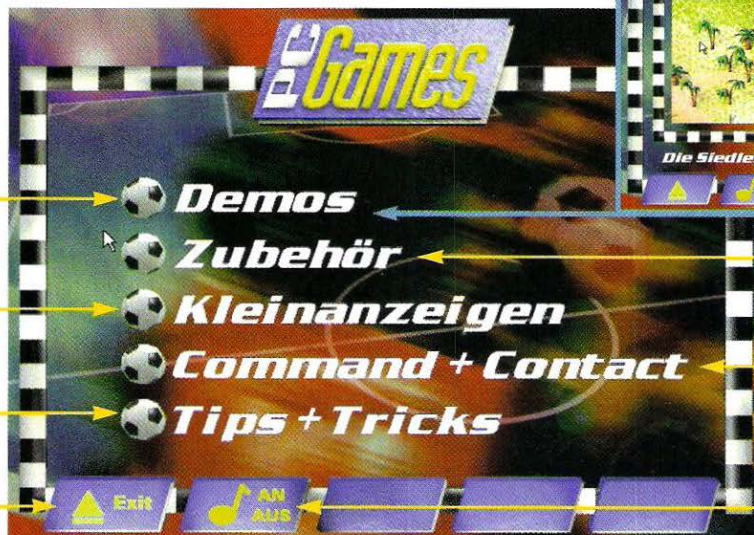 PC Games
Die Siedle
Demos
Zubehör
Kleinanzeigen
Command + Contact
Tips + Tricks
Exit
AN
AUS